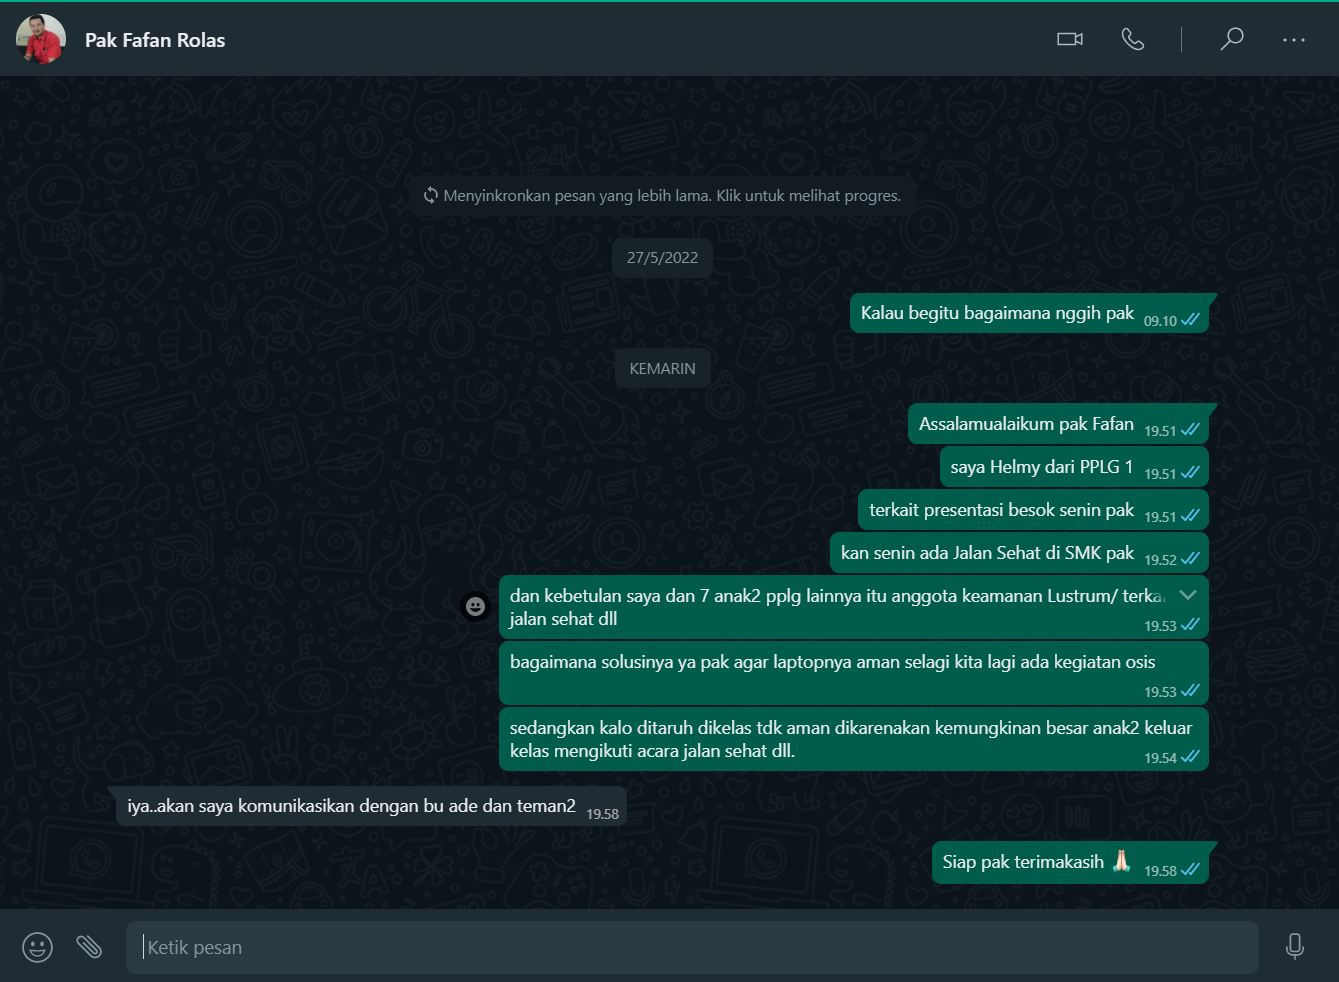 Pak Fafan Rolas
Menyinkronkan pesan yang lebih lama. Klik untuk melihat progres.
27/5/2022
Kalau begitu bagaimana nggih pak 09.10
KEMARIN
Assalamualaikum pak Fafan 19.51
saya Helmy dari PPLG 1 19.51
terkait presentasi besok senin pak 19.51
kan senin ada Jalan Sehat di SMK pak 19.52
dan kebetulan saya dan 7 anak2 pplg lainnya itu anggota keamanan Lustrum/
jalan sehat dll 19.53
bagaimana solusinya ya pak agar laptopnya aman selagi kita lagi ada kegiatan osis
19.53
sedangkan kalo ditaruh dikelas tdk aman dikarenakan kemungkinan besar anak2 keluar
kelas mengikuti acara jalan sehat dll. 19.54
iya..akan saya komunikasikan dengan bu ade dan teman2 19.58
Siap pak terimakasih 🙏🏻 19.58
Ketik pesan